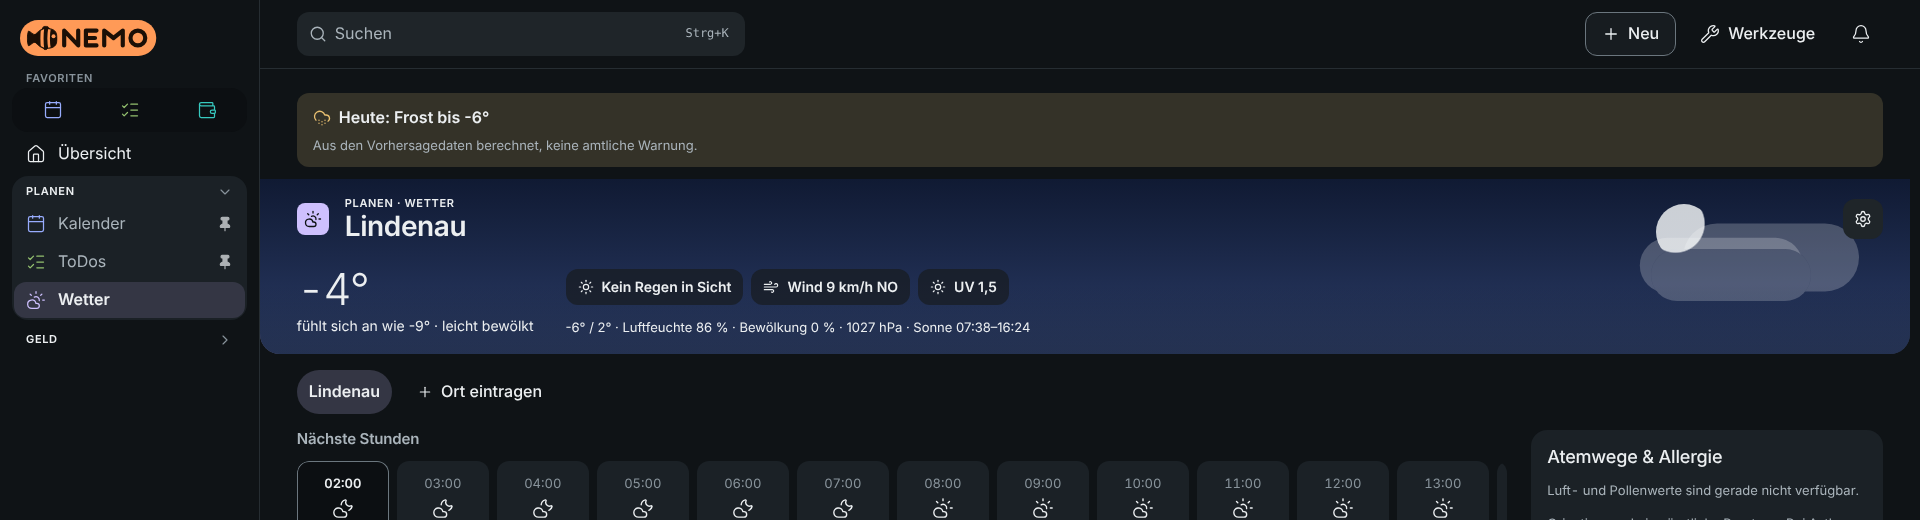 NEMO
FAVORITEN
Übersicht
PLANEN
Kalender
ToDos
Wetter
GELD
Suchen
Strg+K
Neu
Werkzeuge
Heute: Frost bis -6°
Aus den Vorhersagedaten berechnet, keine amtliche Warnung.
PLANEN · WETTER
Lindenau
-4°
fühlt sich an wie -9° · leicht bewölkt
Kein Regen in Sicht
Wind 9 km/h NO
UV 1,5
-6° / 2° · Luftfeuchte 86 % · Bewölkung 0 % · 1027 hPa · Sonne 07:38–16:24
Lindenau
Ort eintragen
Nächste Stunden
02:00 03:00 04:00 05:00 06:00 07:00 08:00 09:00 10:00 11:00 12:00 13:00
Atemwege & Allergie
Luft- und Pollenwerte sind gerade nicht verfügbar.